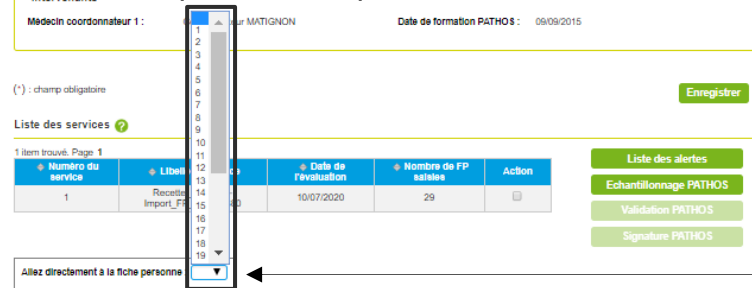 Médecin coordonnateur 1 : ur MATIGNON Date de formation PATHOS : 09/09/2015
(*) : champ obligatoire
Enregistrer
Liste des services ?
1 item trouvé. Page 1
Numéro du service Libel Date de l'évaluation Nombre de FP saisies Action
1 Recette Import_F 80 10/07/2020 29
Liste des alertes
Echantillonnage PATHOS
Validation PATHOS
Signature PATHOS
1
2
3
4
5
6
7
8
9
10
11
12
13
14
15
16
17
18
19
Allez directement à la fiche personne